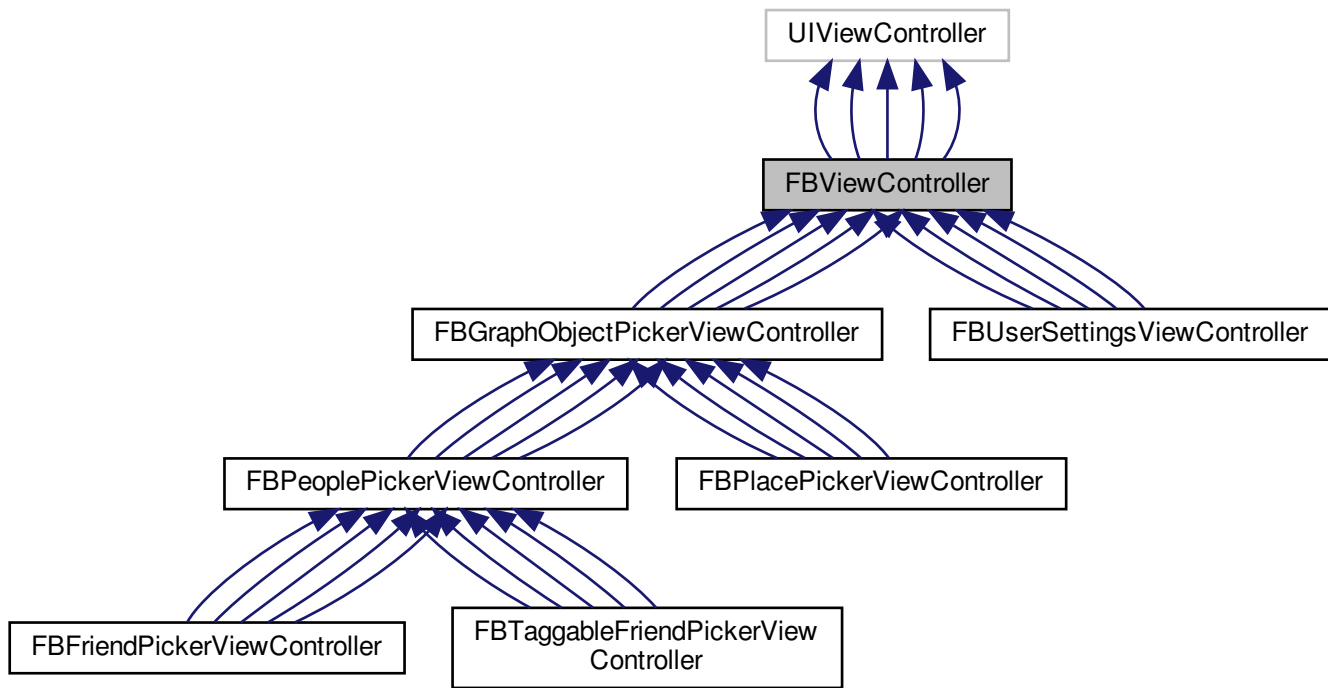 UIViewController
FBViewController
FBGraphObjectPickerViewController
FBUserSettingsViewController
FBPeoplePickerViewController
FBPlacePickerViewController
FBFriendPickerViewController
FBTaggableFriendPickerView
Controller